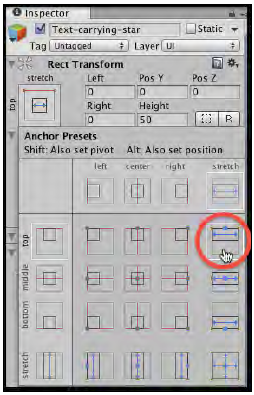 Inspector
Text-carrying-star Static
Tag Untagged Layer UI
Rect Transform
stretch Left Pos Y Pos Z
0 0 0
top Right Height
0 50 R
Anchor Presets
Shift: Also set pivot Alt: Also set position
left center right stretch
top
middle
bottom
stretch